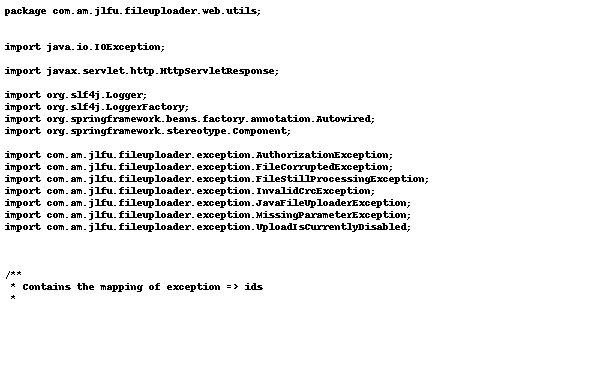 package com.am.jlfu.fileuploader.web.utils;
import java.io.IOException;
import javax.servlet.http.HttpServletResponse;
import org.slf4j.Logger;
import org.slf4j.LoggerFactory;
import org.springframework.beans.factory.annotation.Autowired;
import org.springframework.stereotype.Component;
import com.am.jlfu.fileuploader.exception.AuthorizationException;
import com.am.jlfu.fileuploader.exception.FileCorruptedException;
import com.am.jlfu.fileuploader.exception.FileStillProcessingException;
import com.am.jlfu.fileuploader.exception.InvalidCrcException;
import com.am.jlfu.fileuploader.exception.JavaFileUploaderException;
import com.am.jlfu.fileuploader.exception.MissingParameterException;
import com.am.jlfu.fileuploader.exception.UploadIsCurrentlyDisabled;
/**
 * Contains the mapping of exception => ids
 *